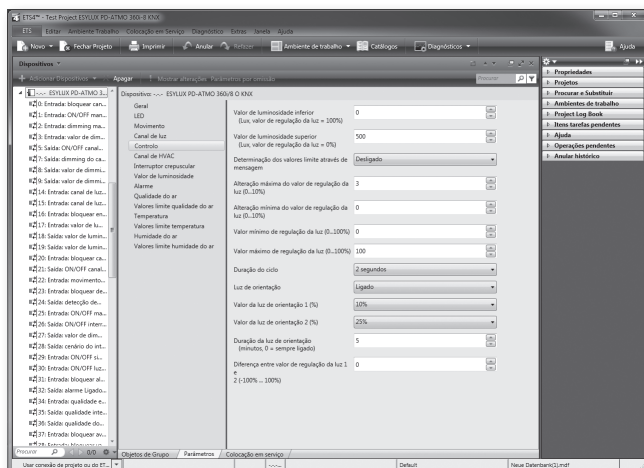 ETS4™ - Test Project ESYLUX PD-ATMO 360-8 KNX
ETS Editar Ambiente Trabalho Colocação em Serviço Diagnóstico Extras Janela Ajuda
Novo Fechar Projeto Imprimir Anular Refazer Ambiente de trabalho Catálogos Diagnósticos Ajuda
Dispositivos
Adicionar Dispositivos Apagar Mostrar alterações Parâmetros por omissão Procurar
-.-.- ESYLUX PD-ATMO 3...
0: Entrada: bloquear can...
1: Entrada: ON/OFF man...
2: Entrada: dimming ma...
3: Entrada: valor de dim...
5: Saída: ON/OFF canal...
7: Saída: dimming do ca...
8: Saída: valor de dimmi...
9: Saída: valor de dimmi...
14: Entrada: canal de luz...
15: Entrada: canal de luz...
16: Entrada: bloquear en...
17: Entrada: valor de lu...
18: Saída: valor de lumin...
19: Saída: valor de lumin...
20: Entrada: bloquear ca...
21: Saída: ON/OFF canal...
22: Entrada: movimento...
23: Entrada: bloquear de...
24: Saída: detecção de...
25: Entrada: ON/OFF ma...
26: Saída: ON/OFF interr...
27: Saída: valor de dim...
28: Saída: cenário do int...
29: Entrada: ON/OFF si...
30: Entrada: ON/OFF luz...
31: Entrada: bloquear al...
32: Saída: alarme Ligado...
34: Entrada: qualidade e...
35: Saída: qualidade inte...
36: Saída: qualidade do...
37: Entrada: bloquear av...
Procurar 0/0
Dispositivo: -.-.- ESYLUX PD-ATMO 360i/8 O KNX
Geral
LED
Movimento
Canal de luz
Controlo
Canal de HVAC
Interruptor crepuscular
Valor de luminosidade
Alarme
Qualidade do ar
Valores limite qualidade do ar
Temperatura
Valores limite temperatura
Humidade do ar
Valores limite humidade do ar
Valor de luminosidade inferior 0
(Lux, valor de regulação da luz = 100%)
Valor de luminosidade superior 500
(Lux, valor de regulação da luz = 0%)
Determinação dos valores limite através de Desligado
mensagem
Alteração máxima do valor de regulação da 3
luz (0...10%)
Alteração mínima do valor de regulação da 0
luz (0...10%)
Valor mínimo de regulação da luz (0...100%) 0
Valor máximo de regulação da luz (0...100%) 100
Duração do ciclo 2 segundos
Luz de orientação Ligado
Valor da luz de orientação 1 (%) 10%
Valor da luz de orientação 2 (%) 25%
Duração da luz de orientação 5
(minutos, 0 = sempre ligado)
Diferença entre valor de regulação da luz 1 0
e
2 (-100% ... 100%)
Objetos de Grupo Parâmetros Colocação em serviço
Propriedades
Projetos
Procurar e Substituir
Ambientes de trabalho
Project Log Book
Itens tarefas pendentes
Ajuda
Operações pendentes
Anular histórico
Usar conexão de projeto ou do ET... -.-.- Default Neue Datenbank(1).mdf